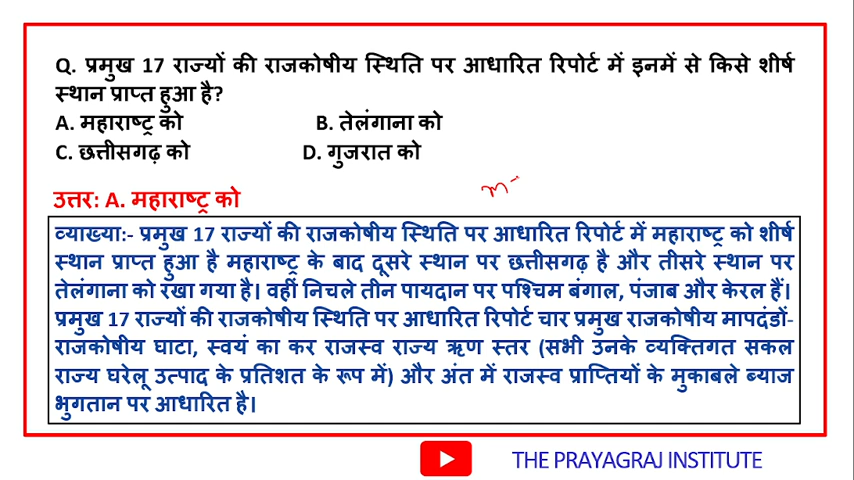 Q. प्रमुख 17 राज्यों की राजकोषीय स्थिति पर आधारित रिपोर्ट में इनमें से किसे शीर्ष
स्थान प्राप्त हुआ है?
A. महाराष्ट्र को B. तेलंगाना को
C. छत्तीसगढ़ को D. गुजरात को
उत्तर: A. महाराष्ट्र को
व्याख्या:- प्रमुख 17 राज्यों की राजकोषीय स्थिति पर आधारित रिपोर्ट में महाराष्ट्र को शीर्ष
स्थान प्राप्त हुआ है महाराष्ट्र के बाद दूसरे स्थान पर छत्तीसगढ़ है और तीसरे स्थान पर
तेलंगाना को रखा गया है। वहीं निचले तीन पायदान पर पश्चिम बंगाल, पंजाब और केरल हैं।
प्रमुख 17 राज्यों की राजकोषीय स्थिति पर आधारित रिपोर्ट चार प्रमुख राजकोषीय मापदंडों-
राजकोषीय घाटा, स्वयं का कर राजस्व राज्य ऋण स्तर (सभी उनके व्यक्तिगत सकल
राज्य घरेलू उत्पाद के प्रतिशत के रूप में) और अंत में राजस्व प्राप्तियों के मुकाबले ब्याज
भुगतान पर आधारित है।
THE PRAYAGRAJ INSTITUTE